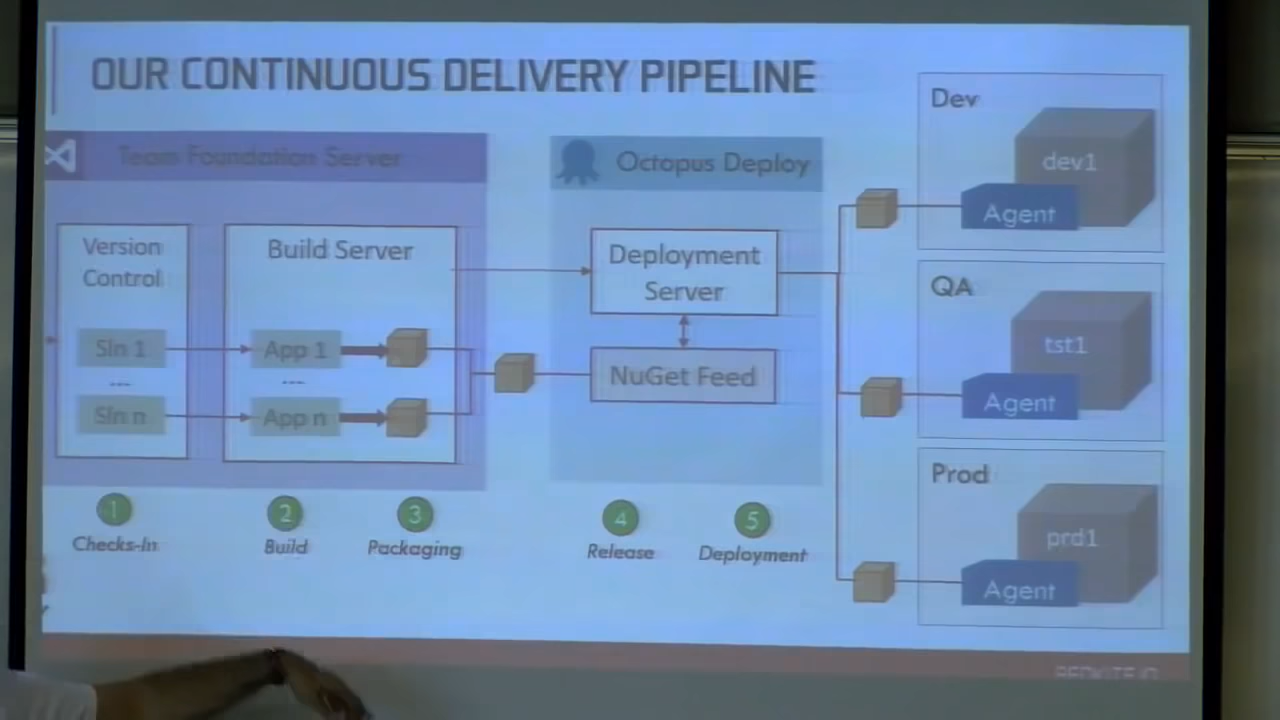 OUR CONTINUOUS DELIVERY PIPELINE
Team Foundation Server
Version
Control
Sln 1
...
Sln n
Build Server
App 1
...
App n
Octopus Deploy
Deployment
Server
NuGet Feed
Dev
dev1
Agent
QA
tst1
Agent
Prod
prd1
Agent
1
Checks-In
2
Build
3
Packaging
4
Release
5
Deployment